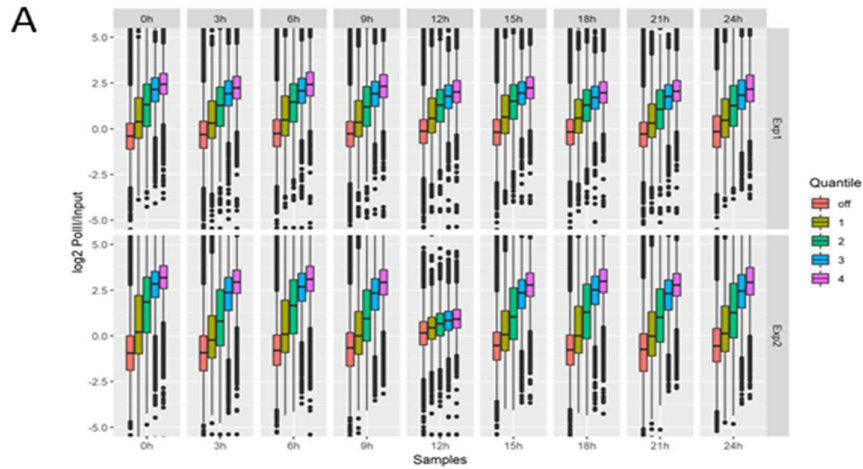 A
0h 3h 6h 9h 12h 15h 18h 21h 24h
5.0
2.5
0.0
-2.5
-5.0
Exp1
log2 PolII/Input
5.0
2.5
0.0
-2.5
-5.0
Exp2
0h 3h 6h 9h 12h 15h 18h 21h 24h
Samples
Quantile
off
1
2
3
4